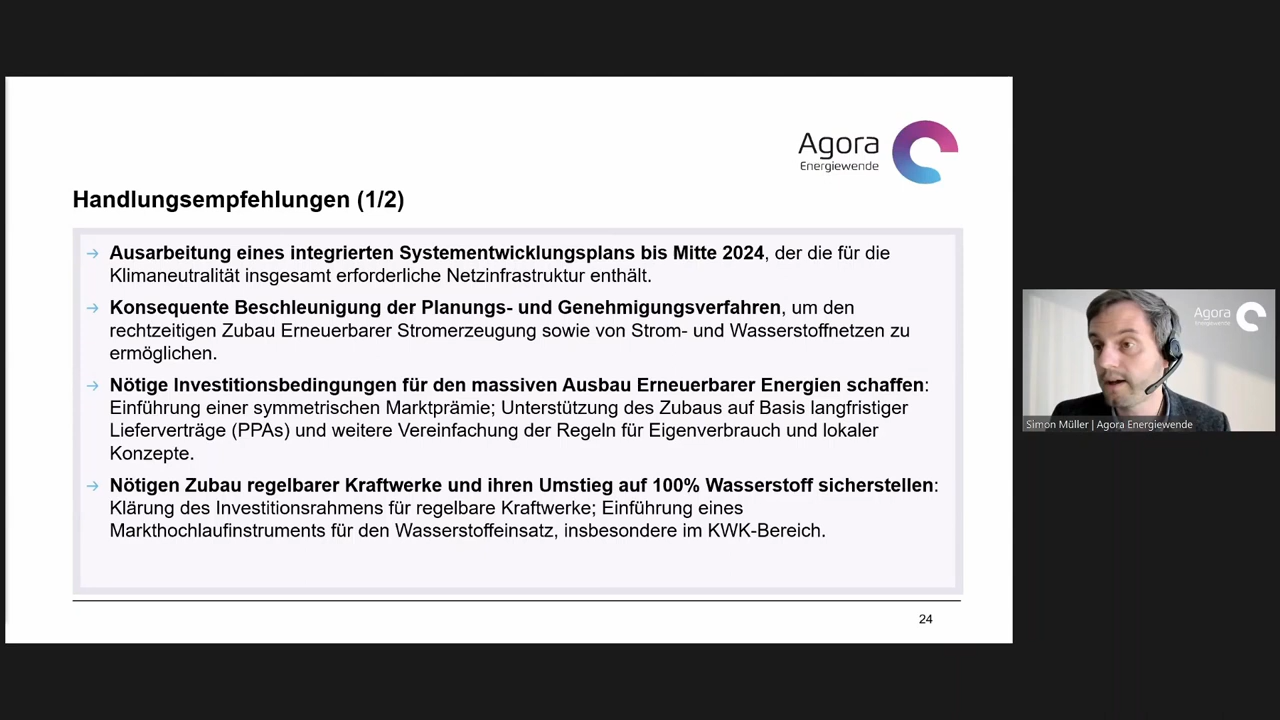 Agora
Energiewende
Handlungsempfehlungen (1/2)
→ Ausarbeitung eines integrierten Systementwicklungsplans bis Mitte 2024, der die für die
Klimaneutralität insgesamt erforderliche Netzinfrastruktur enthält.
→ Konsequente Beschleunigung der Planungs- und Genehmigungsverfahren, um den
rechtzeitigen Zubau Erneuerbarer Stromerzeugung sowie von Strom- und Wasserstoffnetzen zu
ermöglichen.
→ Nötige Investitionsbedingungen für den massiven Ausbau Erneuerbarer Energien schaffen:
Einführung einer symmetrischen Marktprämie; Unterstützung des Zubaus auf Basis langfristiger
Lieferverträge (PPAs) und weitere Vereinfachung der Regeln für Eigenverbrauch und lokaler
Konzepte.
→ Nötigen Zubau regelbarer Kraftwerke und ihren Umstieg auf 100% Wasserstoff sicherstellen:
Klärung des Investitionsrahmens für regelbare Kraftwerke; Einführung eines
Markthochlaufinstruments für den Wasserstoffeinsatz, insbesondere im KWK-Bereich.
24
Agora
Energiewende
Simon Müller | Agora Energiewende